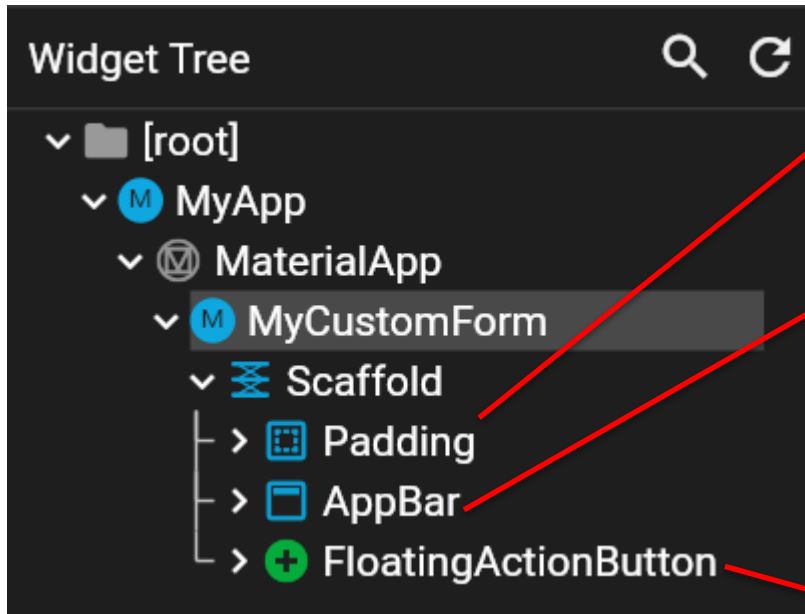 Widget Tree
[root]
M MyApp
MaterialApp
M MyCustomForm
Scaffold
Padding
AppBar
FloatingActionButton